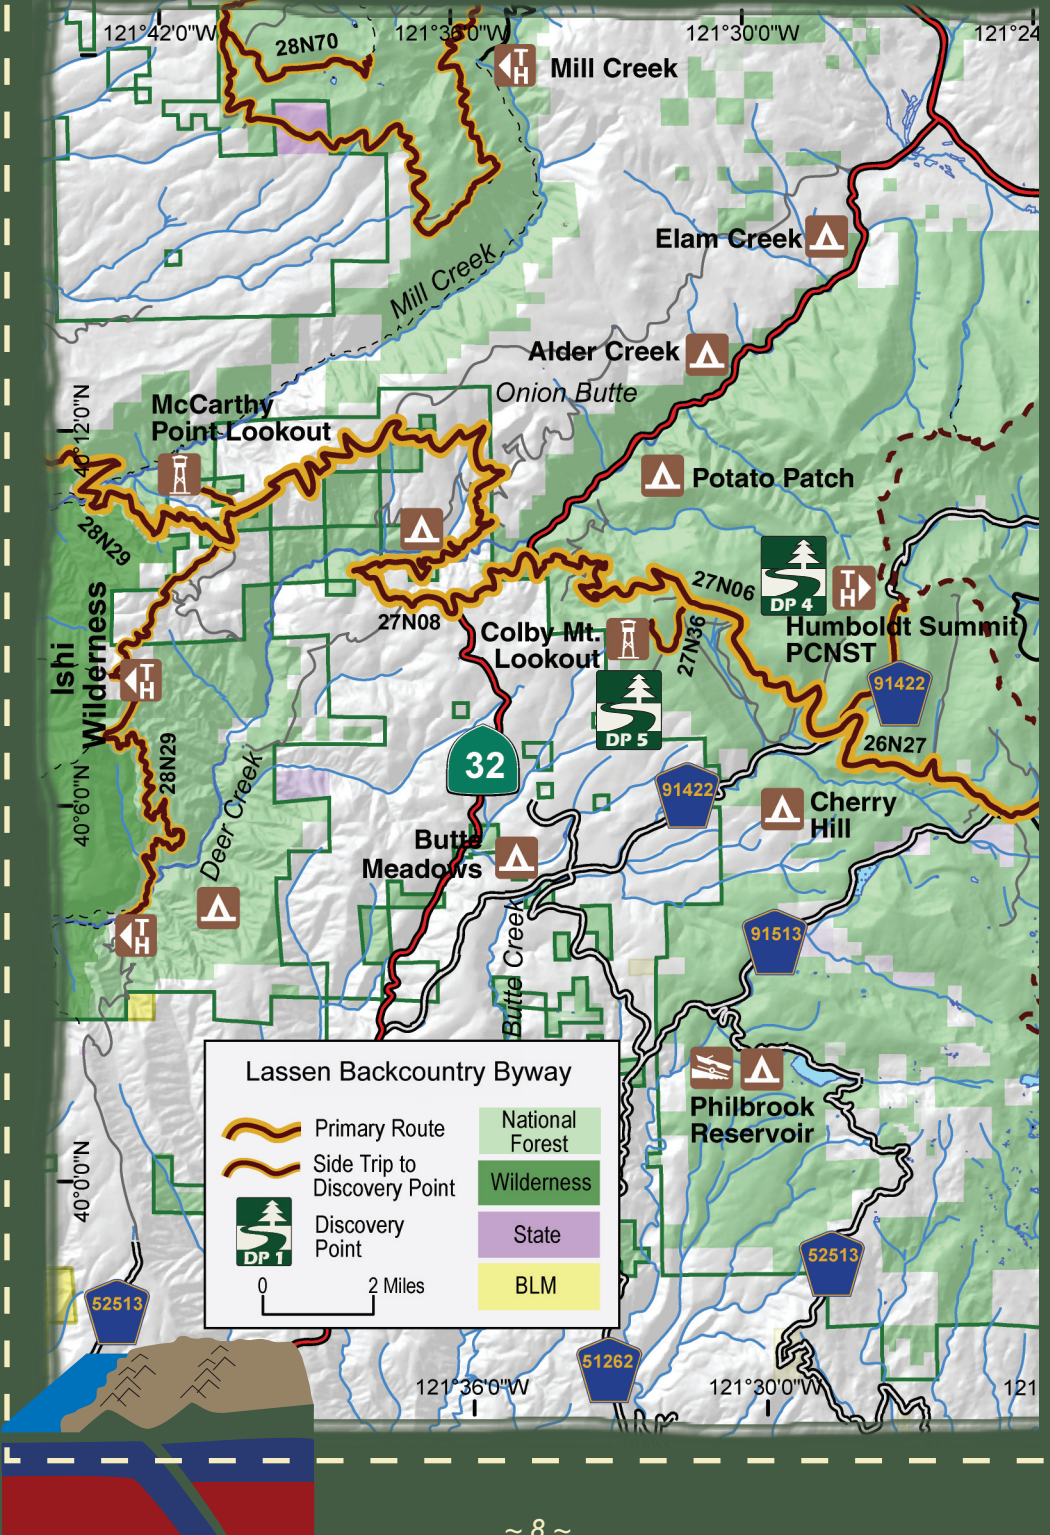 121°42'0"W
121°36'0"W
121°30'0"W
121°24
28N70
T
H
Mill Creek
Elam Creek
Mill Creek
Alder Creek
Onion Butte
40°12'0"N
McCarthy
Point Lookout
Potato Patch
28N29
27N06
DP 4
T
H
27N08
Colby Mt.
Lookout
27N36
Humboldt Summit
PCNST
Ishi
Wilderness
T
H
91422
DP 5
26N27
28N29
32
91422
40°6'0"N
Deer Creek
Cherry
Hill
Butte
Meadows
T
H
91513
Butte Creek
Lassen Backcountry Byway
Primary Route
Side Trip to
Discovery Point
DP 1
Discovery
Point
0 2 Miles
National
Forest
Wilderness
State
BLM
Philbrook
Reservoir
40°0'0"N
52513
52513
51262
121°36'0"W
121°30'0"W
121
~ 8 ~